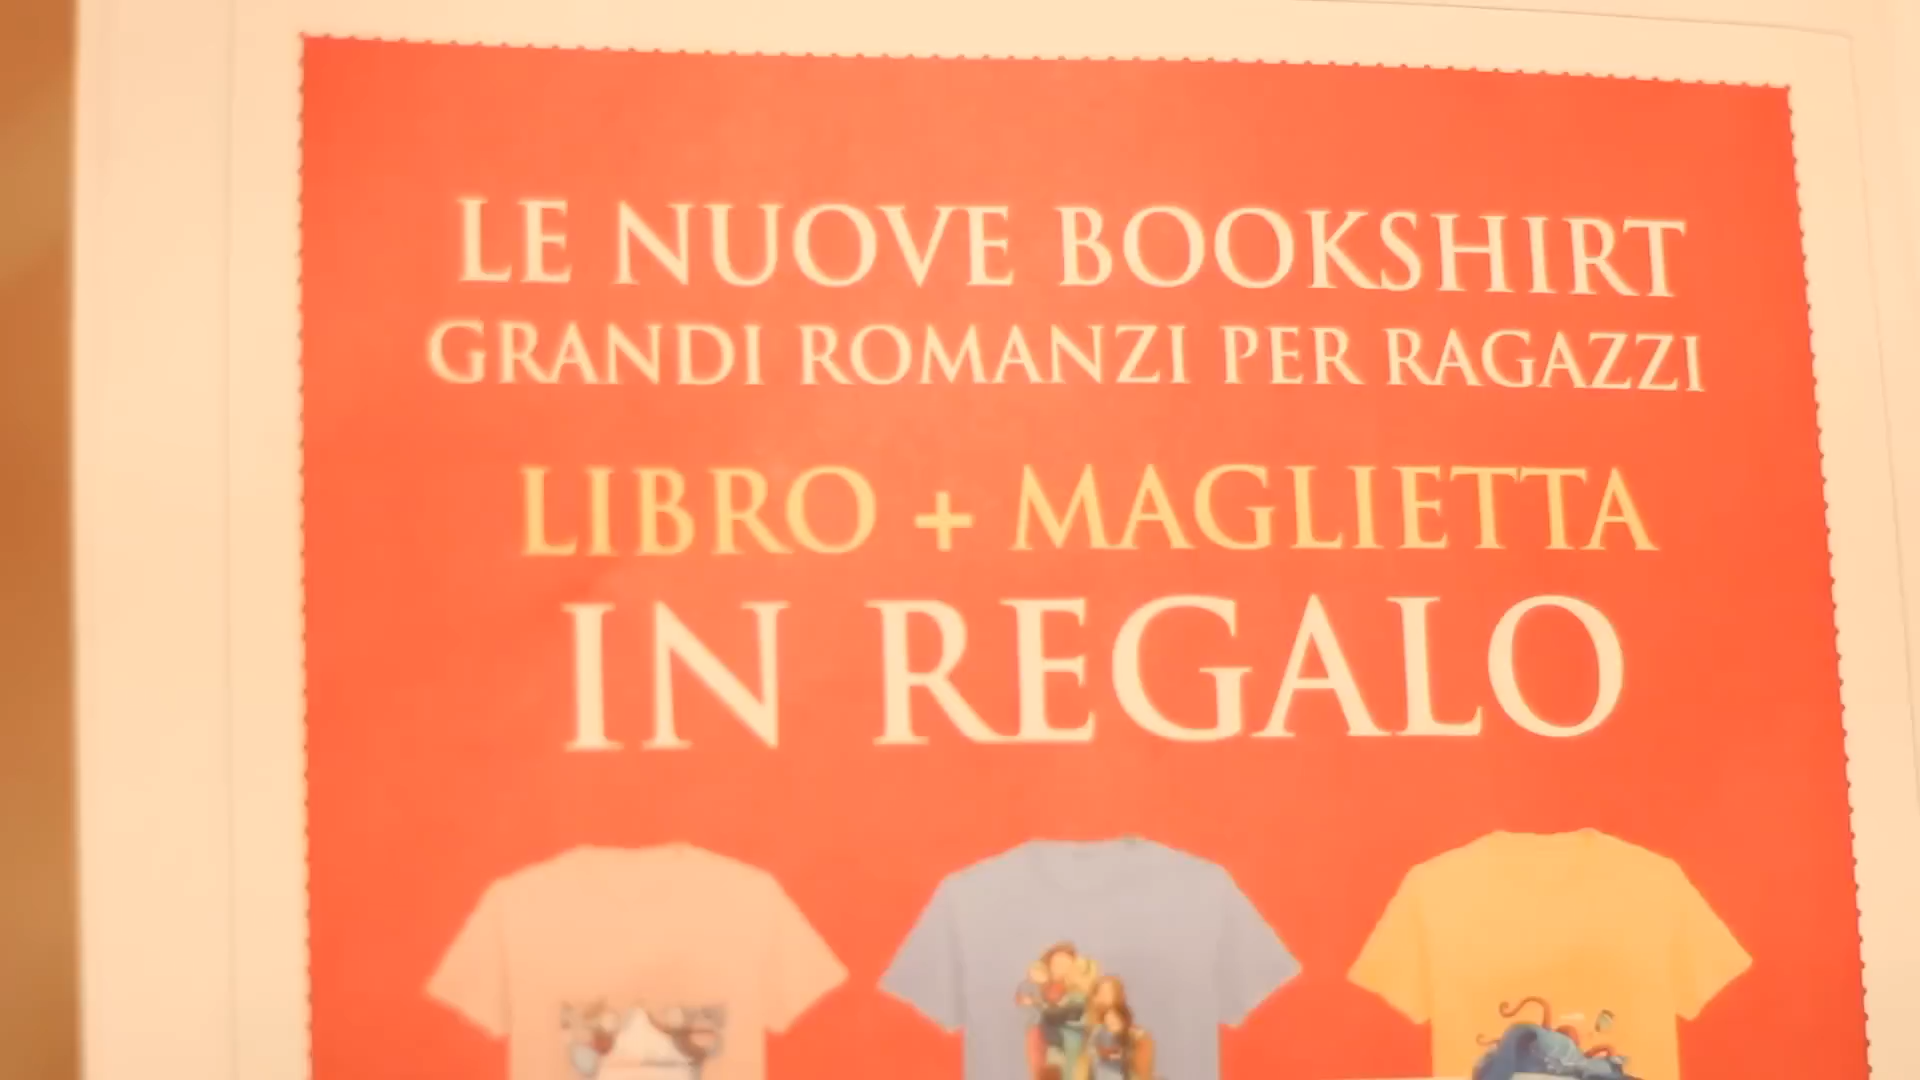 LE NUOVE BOOKSHIRT
GRANDI ROMANZI PER RAGAZZI
LIBRO + MAGLIETTA
IN REGALO